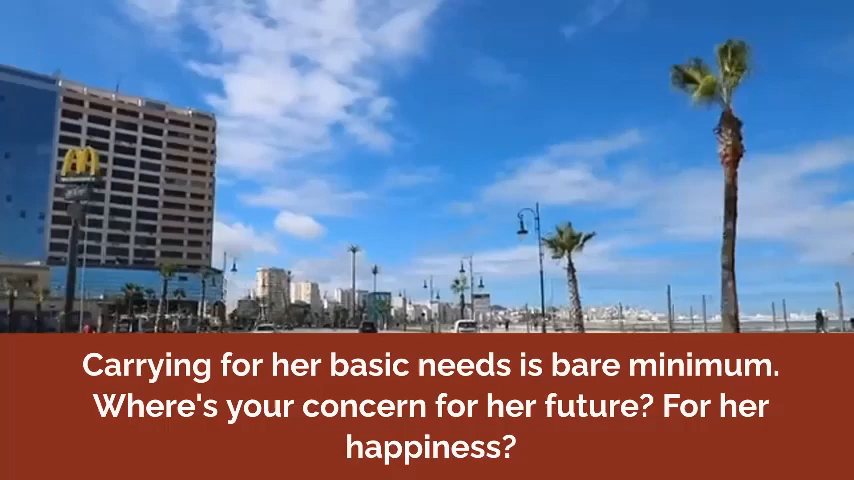 Carrying for her basic needs is bare minimum.
Where's your concern for her future? For her
happiness?